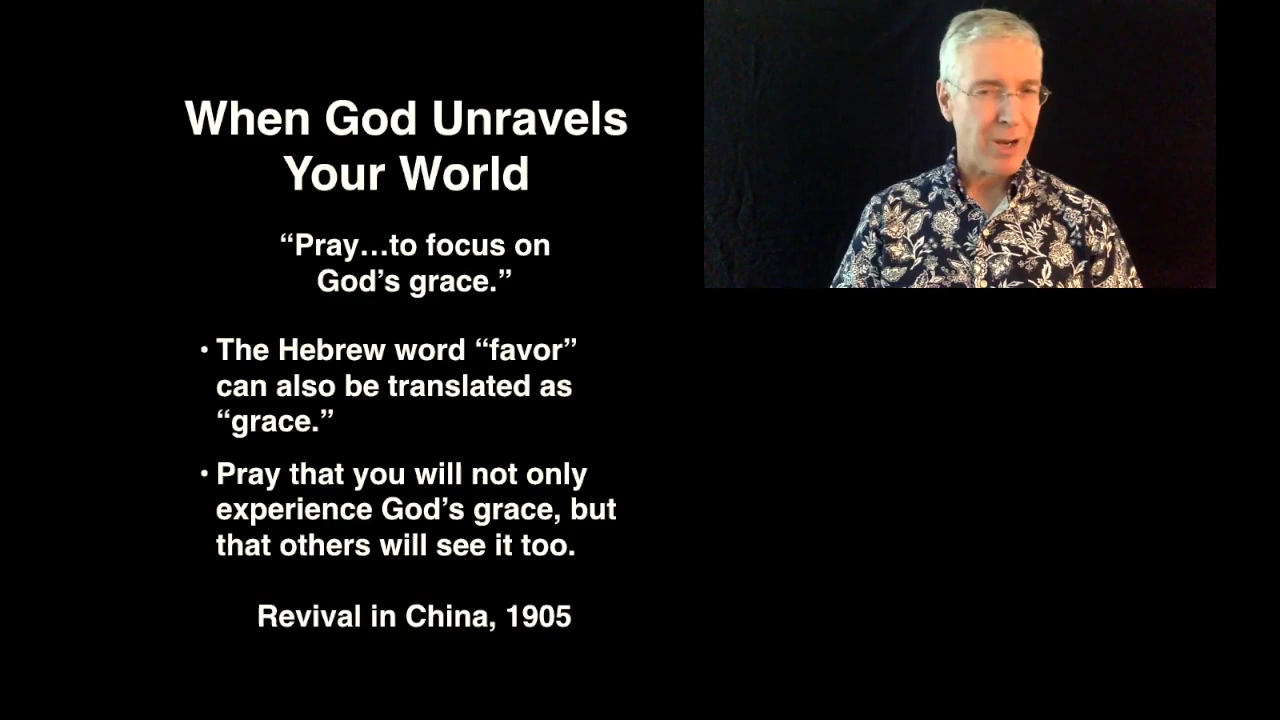 When God Unravels
Your World
“Pray…to focus on
God’s grace.”
• The Hebrew word “favor”
can also be translated as
“grace.”
• Pray that you will not only
experience God’s grace, but
that others will see it too.
Revival in China, 1905